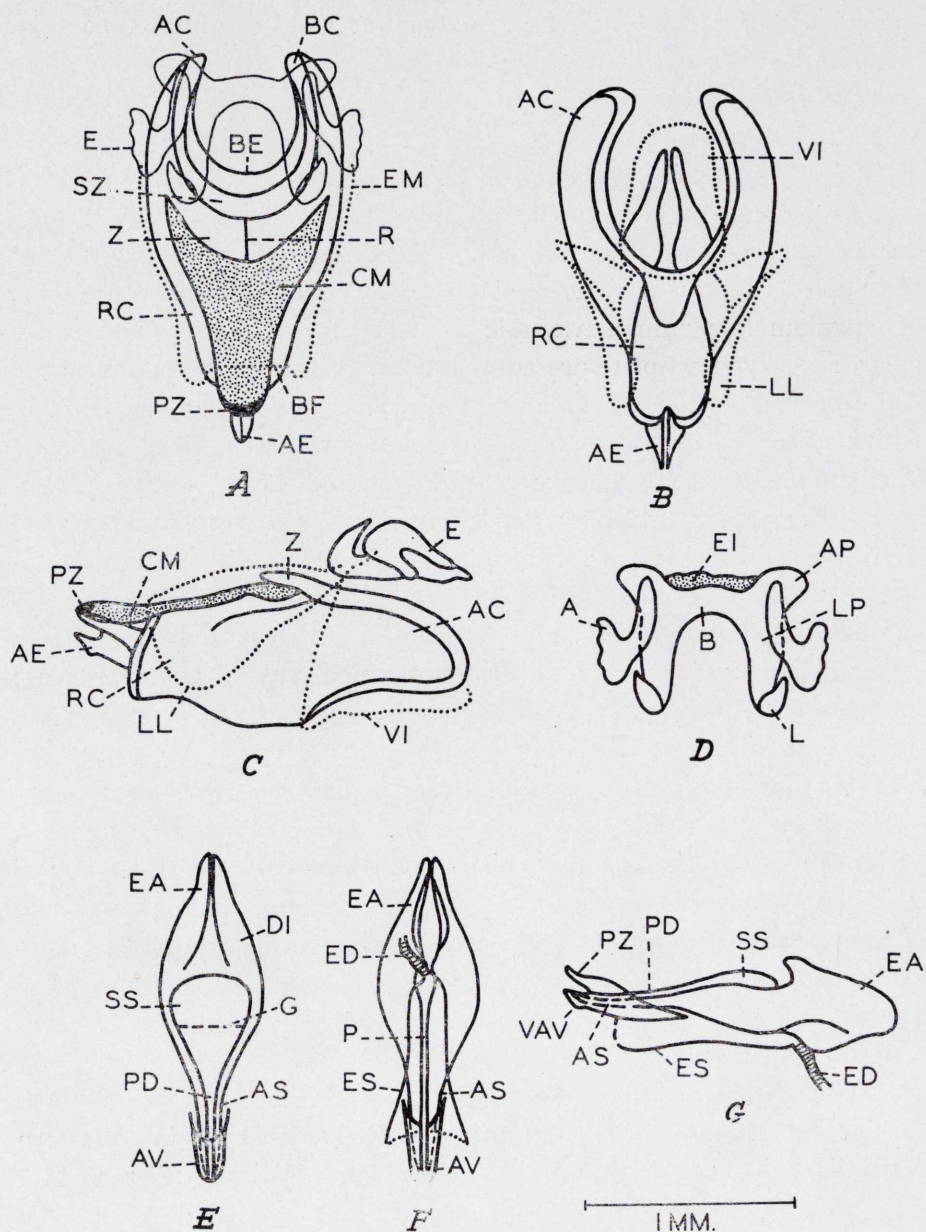 AC BC
E BE
SZ EM
Z R
CM
RC
PZ BF
AE
A
AC VI
RC LL
AE
B
PZ CM Z E
AE AC
RC LL VI
C
EI AP
A B LP
L
D
EA DI
SS G
PD AS
AV
E
EA
ED
P
ES AS
AV
F
PZ PD SS EA
VAV AS ES ED
G
1 MM.